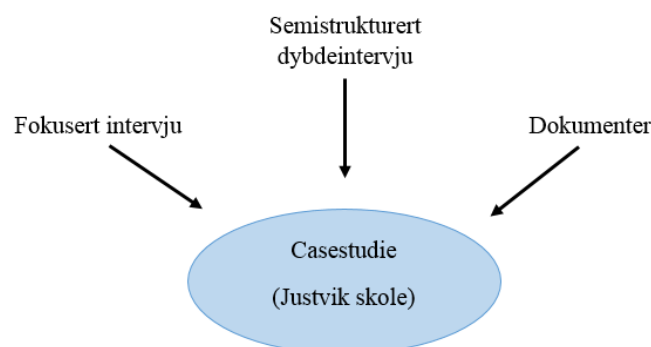 Semistrukturert
dybdeintervju
Fokusert intervju
Dokumenter
Casestudie
(Justvik skole)